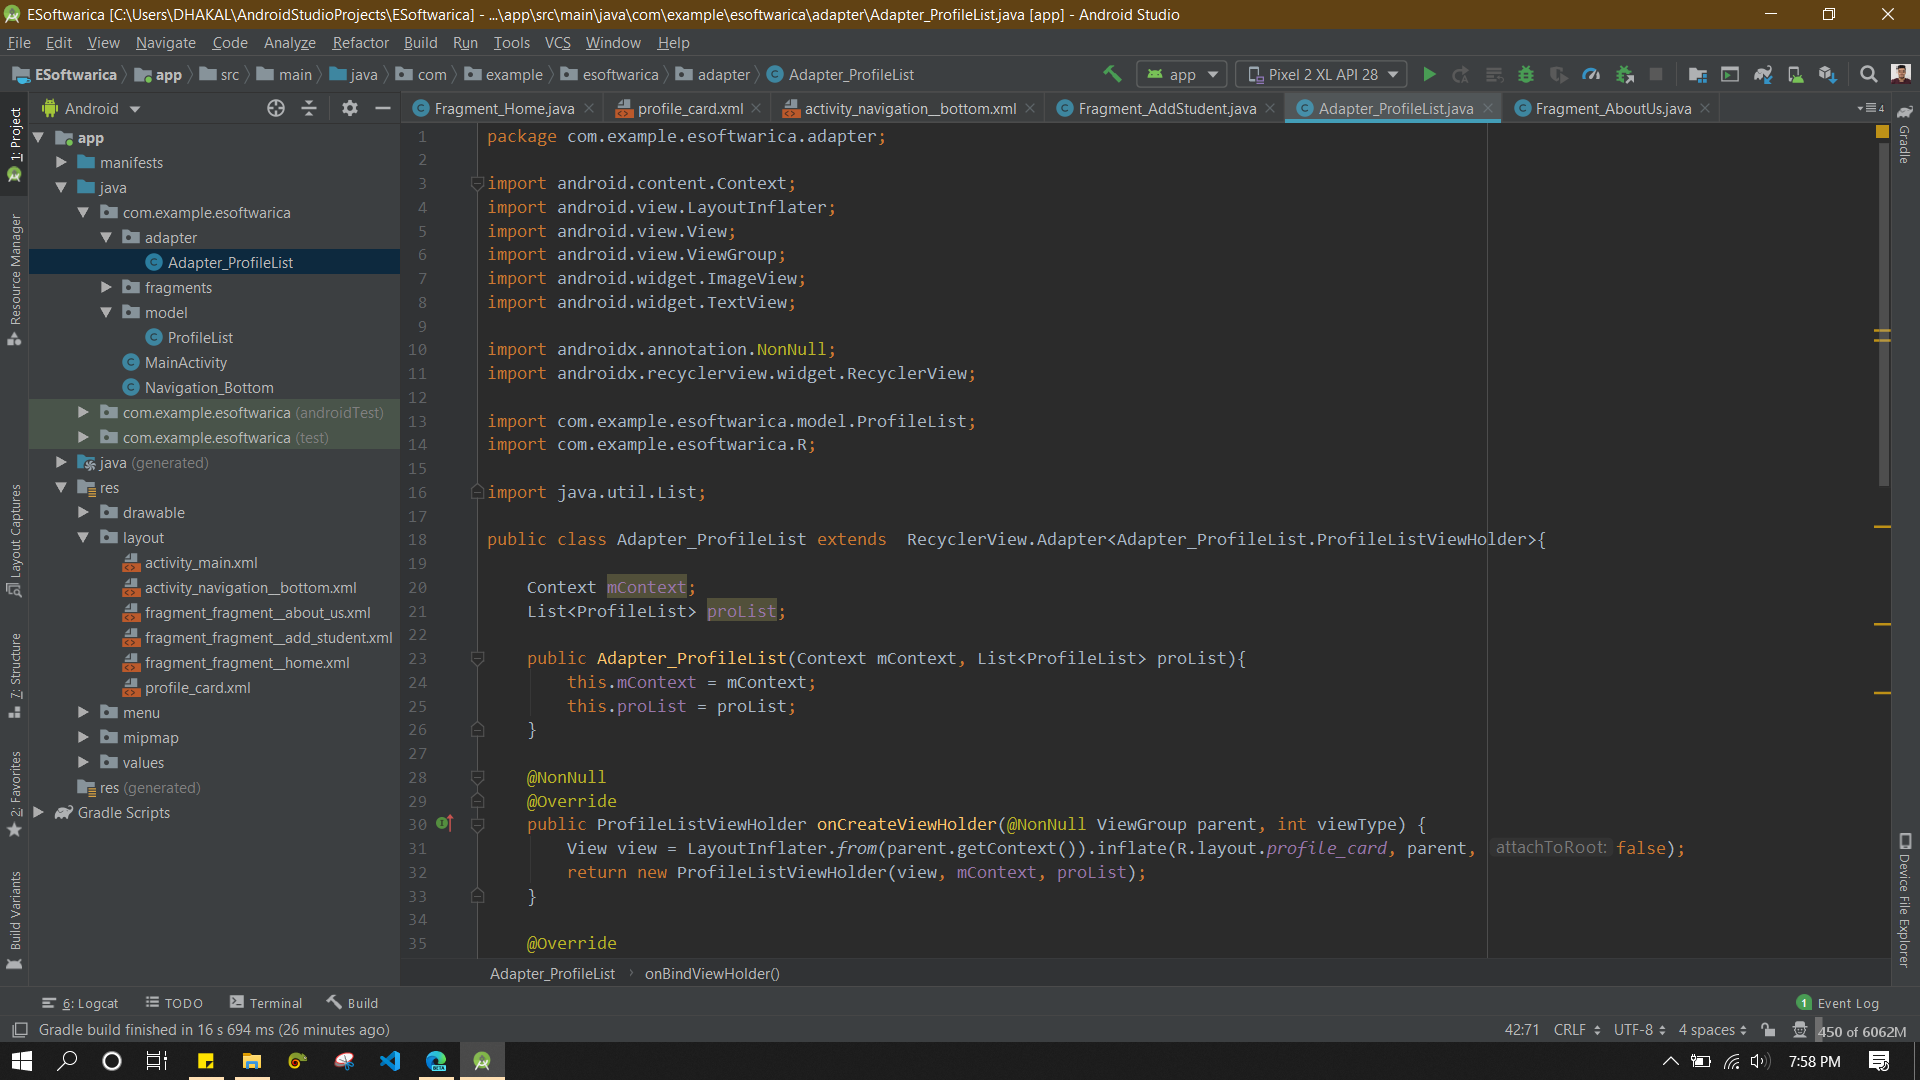 ESoftwarica [C:\Users\DHAKAL\AndroidStudioProjects\ESoftwarica] - ...\app\src\main\java\com\example\esoftwarica\adapter\Adapter_ProfileList.java [app] - Android Studio
File Edit View Navigate Code Analyze Refactor Build Run Tools VCS Window Help
ESoftwarica app src main java com example esoftwarica adapter Adapter_ProfileList app Pixel 2 XL API 28
Android
Fragment_Home.java profile_card.xml activity_navigation__bottom.xml Fragment_AddStudent.java Adapter_ProfileList.java Fragment_AboutUs.java 4
1: Project
Resource Manager
Layout Captures
7: Structure
2: Favorites
Build Variants
app
manifests
java
com.example.esoftwarica
adapter
Adapter_ProfileList
fragments
model
ProfileList
MainActivity
Navigation_Bottom
com.example.esoftwarica (androidTest)
com.example.esoftwarica (test)
java (generated)
res
drawable
layout
activity_main.xml
activity_navigation__bottom.xml
fragment_fragment__about_us.xml
fragment_fragment__add_student.xml
fragment_fragment__home.xml
profile_card.xml
menu
mipmap
values
res (generated)
Gradle Scripts
1 package com.example.esoftwarica.adapter;
2
3 import android.content.Context;
4 import android.view.LayoutInflater;
5 import android.view.View;
6 import android.view.ViewGroup;
7 import android.widget.ImageView;
8 import android.widget.TextView;
9
10 import androidx.annotation.NonNull;
11 import androidx.recyclerview.widget.RecyclerView;
12
13 import com.example.esoftwarica.model.ProfileList;
14 import com.example.esoftwarica.R;
15
16 import java.util.List;
17
18 public class Adapter_ProfileList extends  RecyclerView.Adapter<Adapter_ProfileList.ProfileListViewHolder>{
19
20 Context mContext;
21 List<ProfileList> proList;
22
23 public Adapter_ProfileList(Context mContext, List<ProfileList> proList){
24 this.mContext = mContext;
25 this.proList = proList;
26 }
27
28 @NonNull
29 @Override
30 public ProfileListViewHolder onCreateViewHolder(@NonNull ViewGroup parent, int viewType) {
31 View view = LayoutInflater.from(parent.getContext()).inflate(R.layout.profile_card, parent, attachToRoot: false);
32 return new ProfileListViewHolder(view, mContext, proList);
33 }
34
35 @Override
Adapter_ProfileList onBindViewHolder()
Gradle
Device File Explorer
6: Logcat TODO Terminal Build 1 Event Log
Gradle build finished in 16 s 694 ms (26 minutes ago) 42:71 CRLF UTF-8 4 spaces 450 of 6062M
BETA 7:58 PM